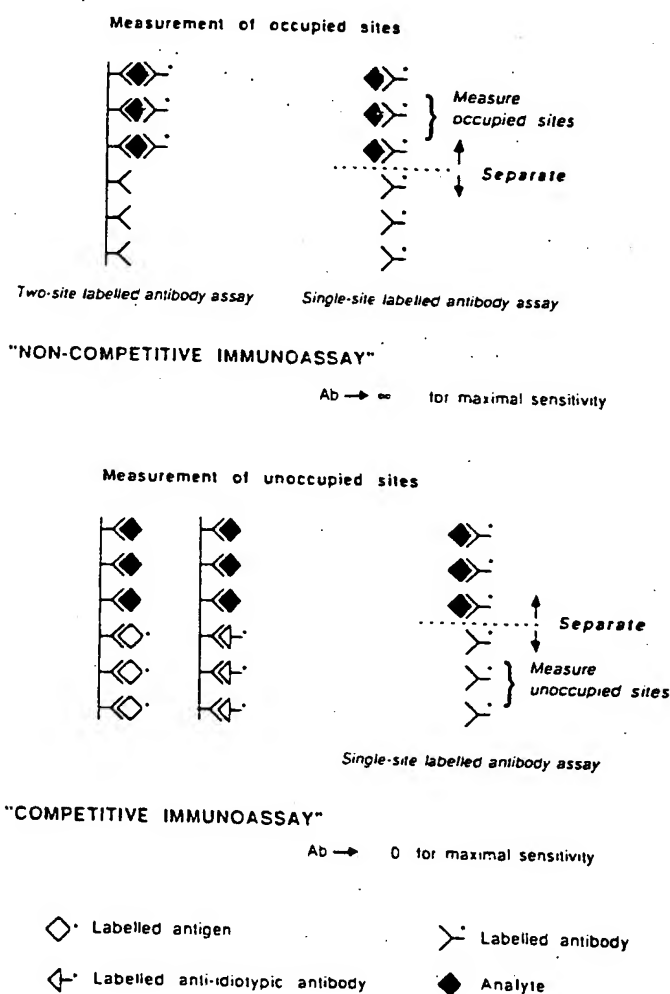 Measurement of occupied sites
Measure
occupied sites
Separate
Two-site labelled antibody assay
Single-site labelled antibody assay
"NON-COMPETITIVE IMMUNOASSAY"
Ab → ∞ for maximal sensitivity
Measurement of unoccupied sites
Separate
Measure
unoccupied sites
Single-site labelled antibody assay
"COMPETITIVE IMMUNOASSAY"
Ab → 0 for maximal sensitivity
Labelled antigen
Labelled antibody
Labelled anti-idiotypic antibody
Analyte